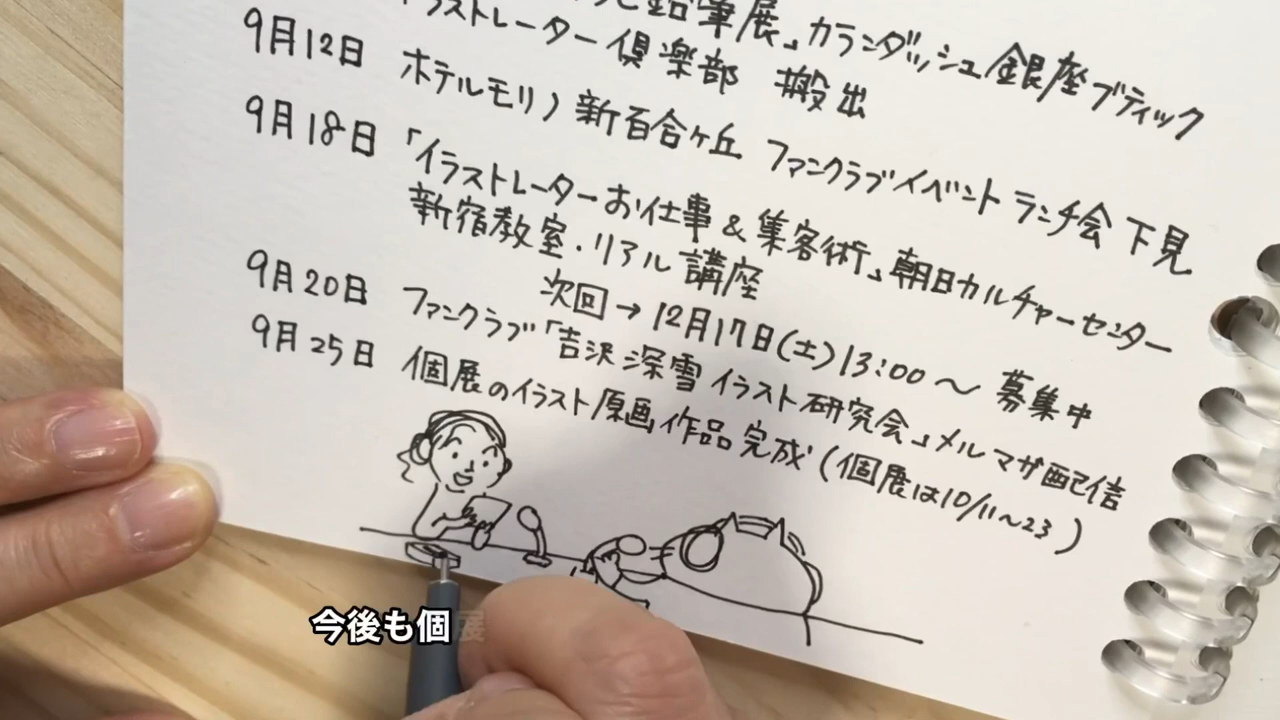 鉛筆展」カランダッシュ銀座ブティック
イラストレーター倶楽部 搬出
9月12日 ホテルモリノ新百合ヶ丘 ファンクラブイベント ランチ会 下見
9月18日 「イラストレーターお仕事&集客術」朝日カルチャーセンター
新宿教室・リアル講座
次回→12月17日(土)13:00〜 募集中
9月20日 ファンクラブ「吉沢深雪イラスト研究会」メルマガ配信
9月25日 個展のイラスト原画作品完成(個展は10/11〜23)
今後も個展